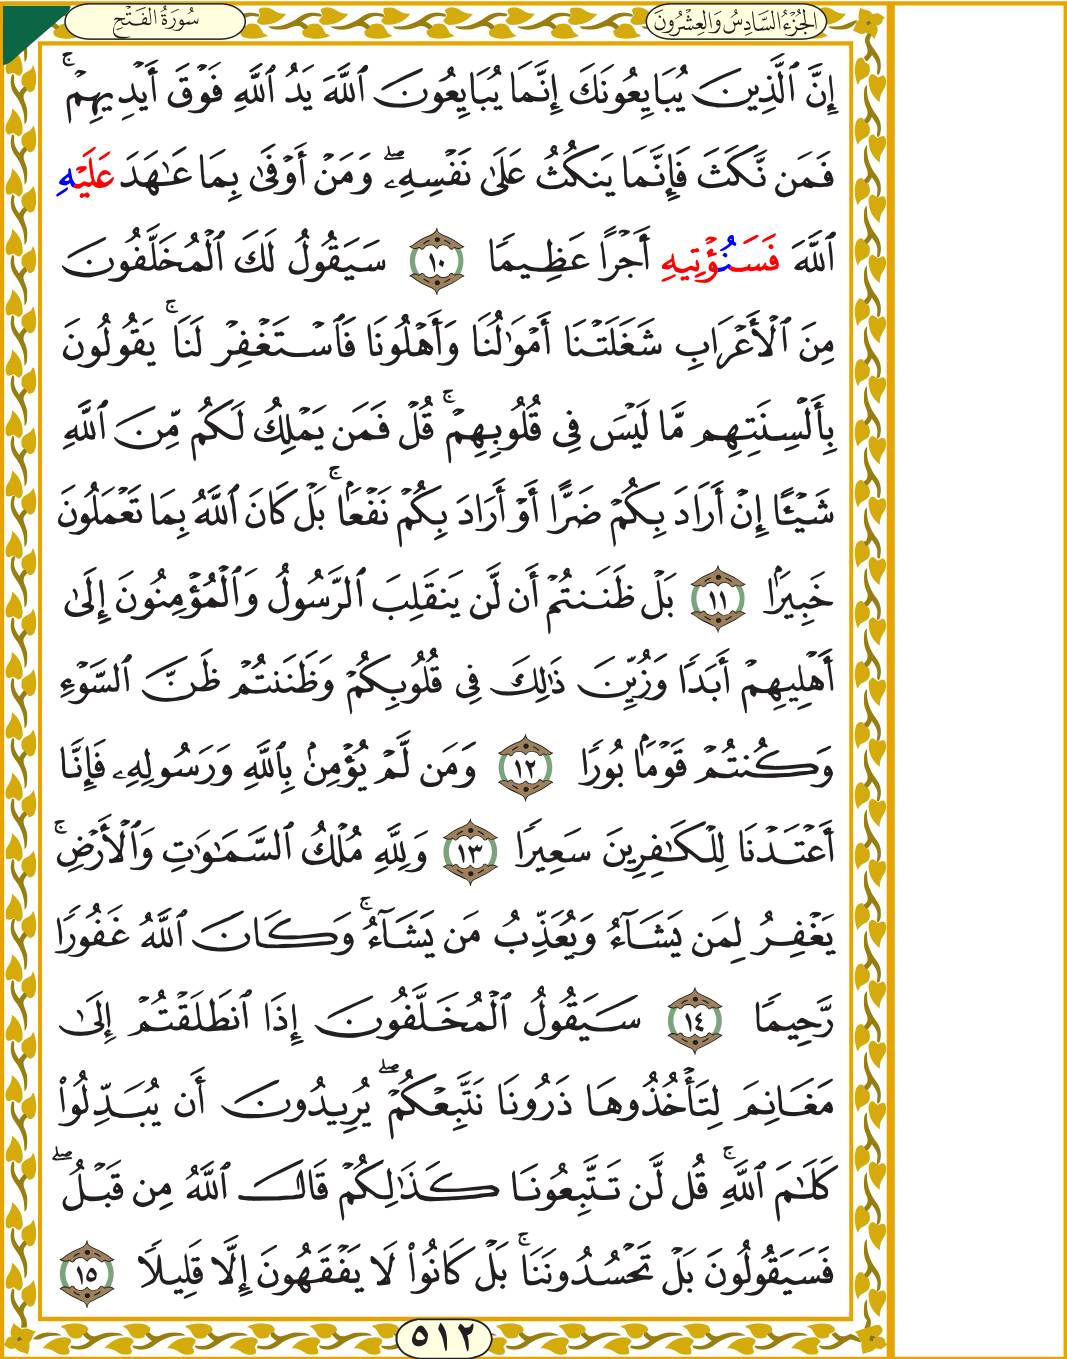 الجُزْءُ السَّادِسُ وَالعِشْرُونَ
سُورَةُ الفَتْحِ
إِنَّ ٱلَّذِينَ يُبَايِعُونَكَ إِنَّمَا يُبَايِعُونَ ٱللَّهَ يَدُ ٱللَّهِ فَوۡقَ أَيۡدِيهِمۡۚ
فَمَن نَّكَثَ فَإِنَّمَا يَنكُثُ عَلَىٰ نَفۡسِهِۦۖ وَمَنۡ أَوۡفَىٰ بِمَا عَٰهَدَ عَلَيۡهِ
ٱللَّهَ فَسَنُؤۡتِيهِ أَجۡرًا عَظِيمٗا ١٠ سَيَقُولُ لَكَ ٱلۡمُخَلَّفُونَ
مِنَ ٱلۡأَعۡرَابِ شَغَلَتۡنَآ أَمۡوَٰلُنَا وَأَهۡلُونَا فَٱسۡتَغۡفِرۡ لَنَاۚ يَقُولُونَ
بِأَلۡسِنَتِهِم مَّا لَيۡسَ فِي قُلُوبِهِمۡۚ قُلۡ فَمَن يَمۡلِكُ لَكُم مِّنَ ٱللَّهِ
شَيۡـًٔا إِنۡ أَرَادَ بِكُمۡ ضَرًّا أَوۡ أَرَادَ بِكُمۡ نَفۡعَۢاۚ بَلۡ كَانَ ٱللَّهُ بِمَا تَعۡمَلُونَ
خَبِيرَۢا ١١ بَلۡ ظَنَنتُمۡ أَن لَّن يَنقَلِبَ ٱلرَّسُولُ وَٱلۡمُؤۡمِنُونَ إِلَىٰٓ
أَهۡلِيهِمۡ أَبَدٗا وَزُيِّنَ ذَٰلِكَ فِي قُلُوبِكُمۡ وَظَنَنتُمۡ ظَنَّ ٱلسَّوۡءِ
وَكُنتُمۡ قَوۡمَۢا بُورٗا ١٢ وَمَن لَّمۡ يُؤۡمِنۢ بِٱللَّهِ وَرَسُولِهِۦ فَإِنَّآ
أَعۡتَدۡنَا لِلۡكَٰفِرِينَ سَعِيرٗا ١٣ وَلِلَّهِ مُلۡكُ ٱلسَّمَٰوَٰتِ وَٱلۡأَرۡضِۚ
يَغۡفِرُ لِمَن يَشَآءُ وَيُعَذِّبُ مَن يَشَآءُۚ وَكَانَ ٱللَّهُ غَفُورٗا
رَّحِيمٗا ١٤ سَيَقُولُ ٱلۡمُخَلَّفُونَ إِذَا ٱنطَلَقۡتُمۡ إِلَىٰ
مَغَانِمَ لِتَأۡخُذُوهَا ذَرُونَا نَتَّبِعۡكُمۡۖ يُرِيدُونَ أَن يُبَدِّلُواْ
كَلَٰمَ ٱللَّهِۚ قُل لَّن تَتَّبِعُونَا كَذَٰلِكُمۡ قَالَ ٱللَّهُ مِن قَبۡلُۖ
فَسَيَقُولُونَ بَلۡ تَحۡسُدُونَنَاۚ بَلۡ كَانُواْ لَا يَفۡقَهُونَ إِلَّا قَلِيلٗا ١٥
٥١٢